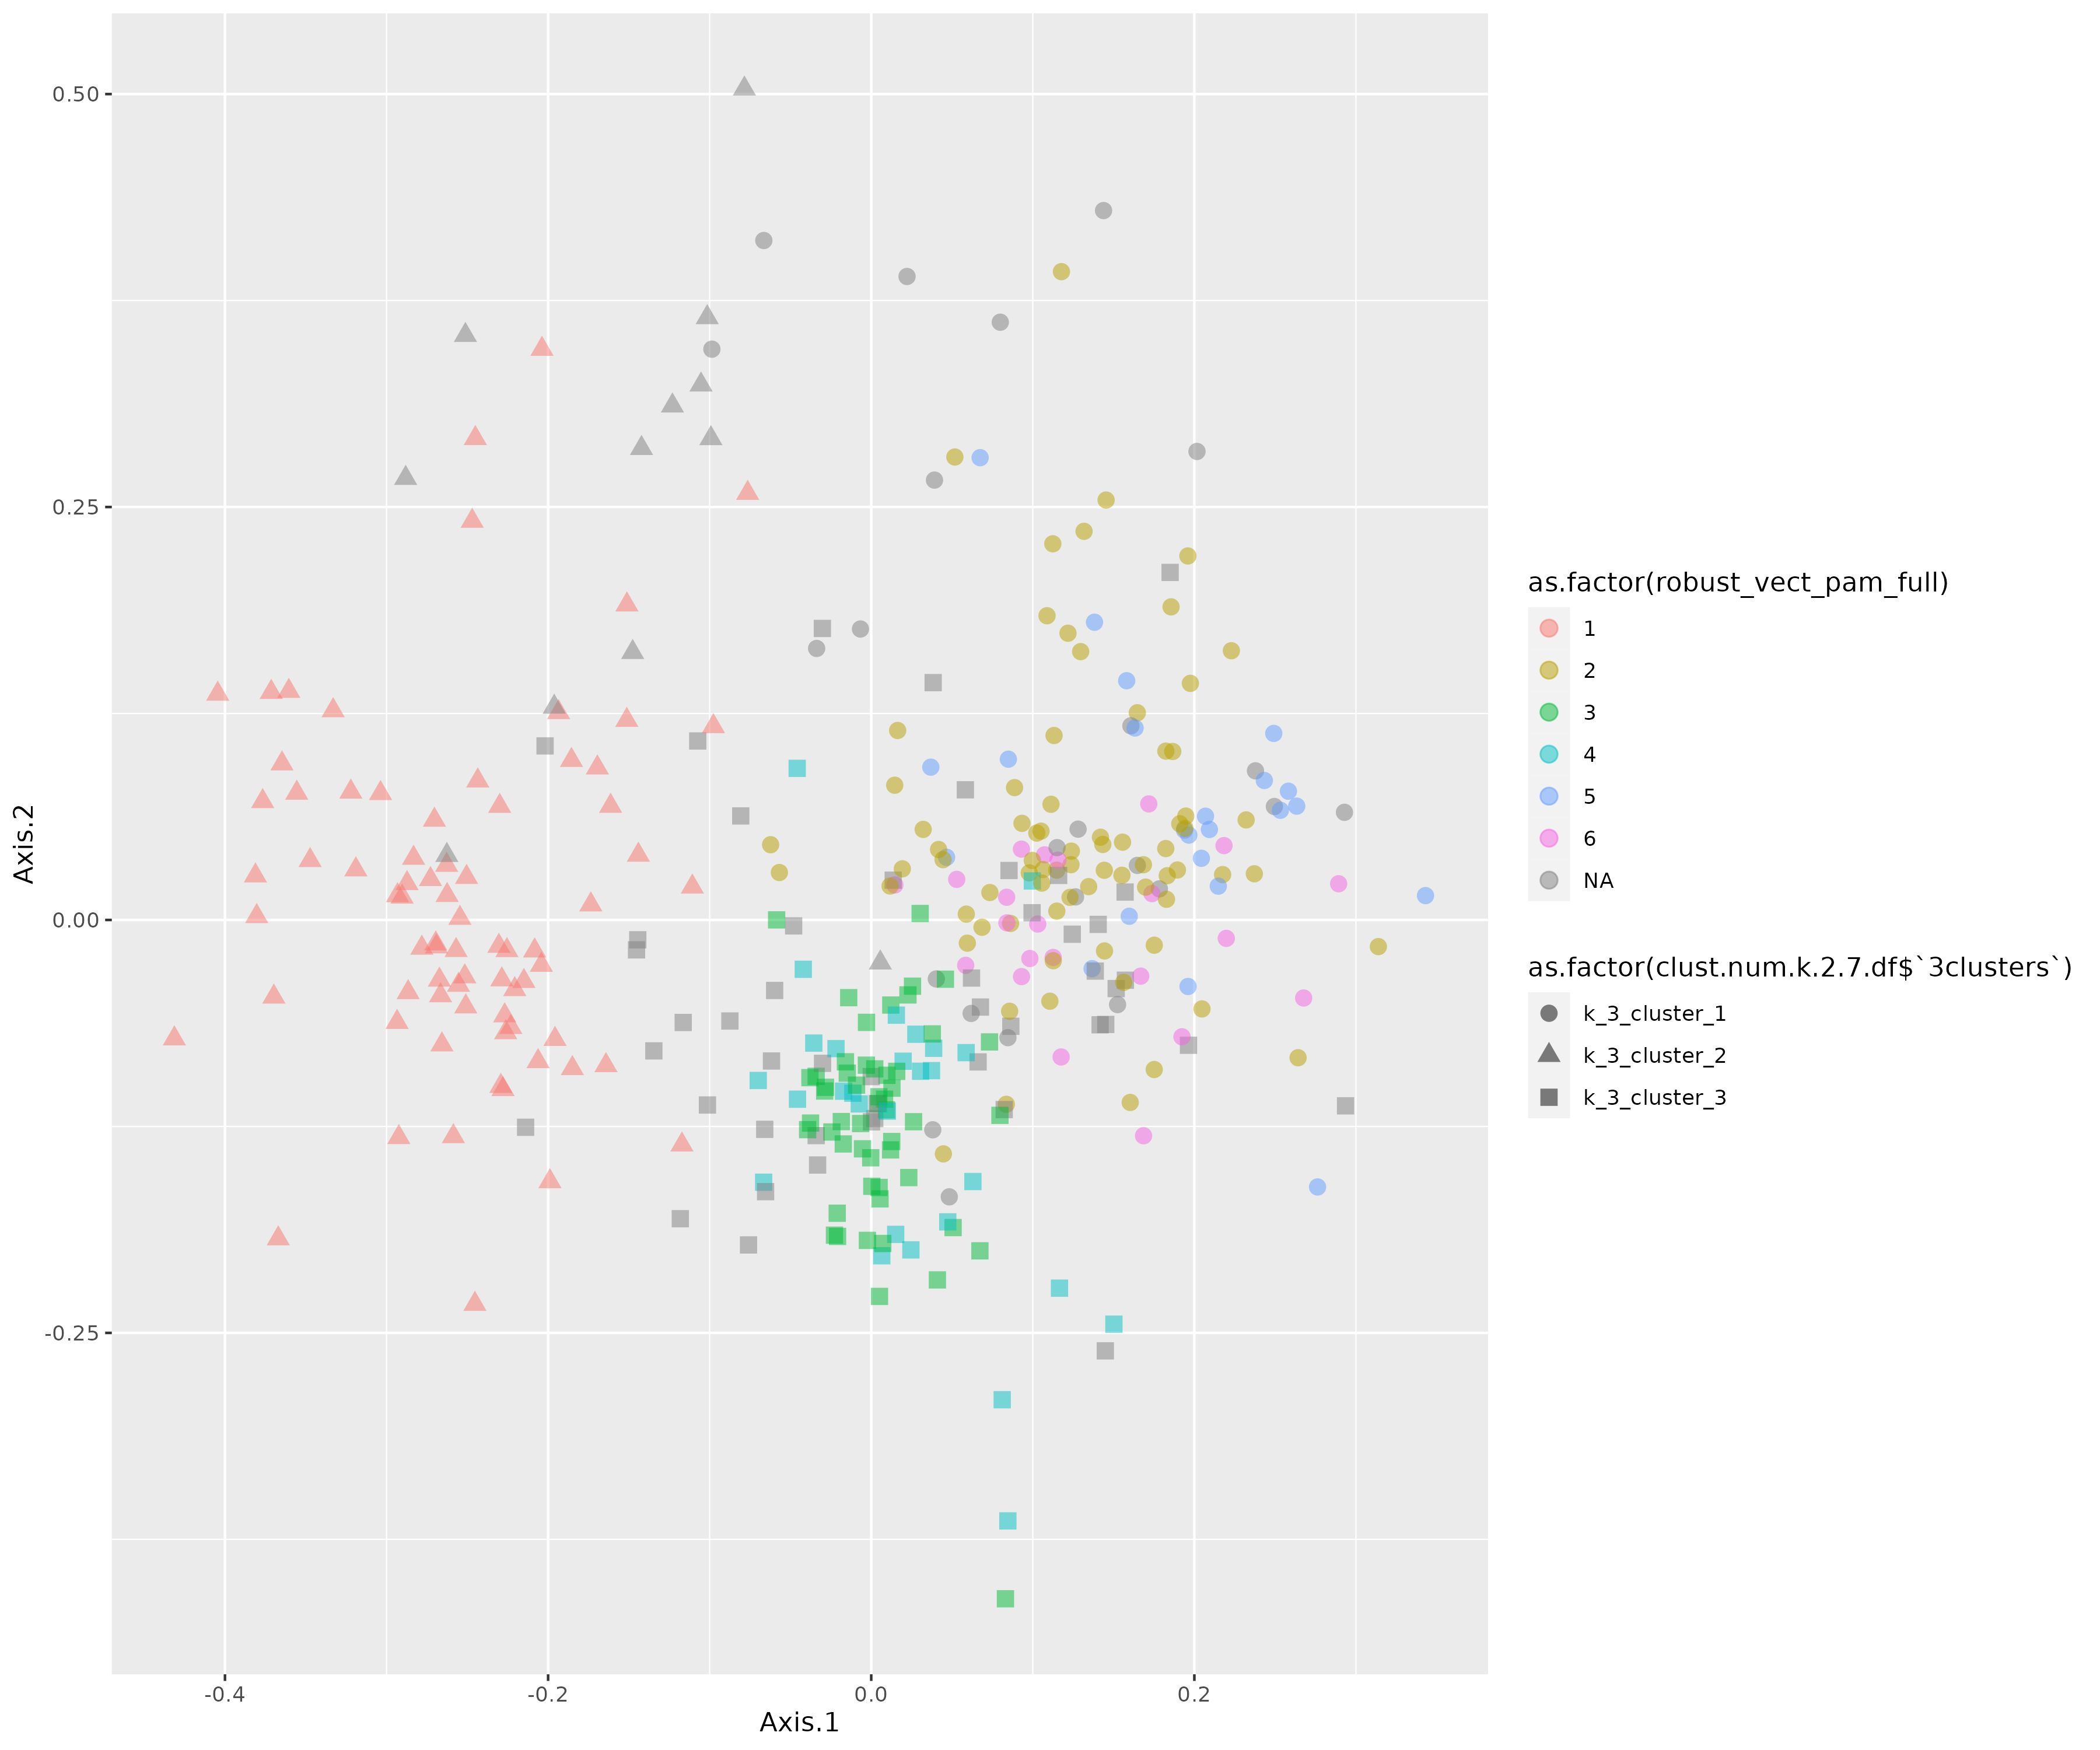 0.50
0.25
0.00
-0.25
Axis.2
-0.4
-0.2
0.0
0.2
Axis.1
as.factor(robust_vect_pam_full)
1
2
3
4
5
6
NA
as.factor(clust.num.k.2.7.df$`3clusters`)
k_3_cluster_1
k_3_cluster_2
k_3_cluster_3